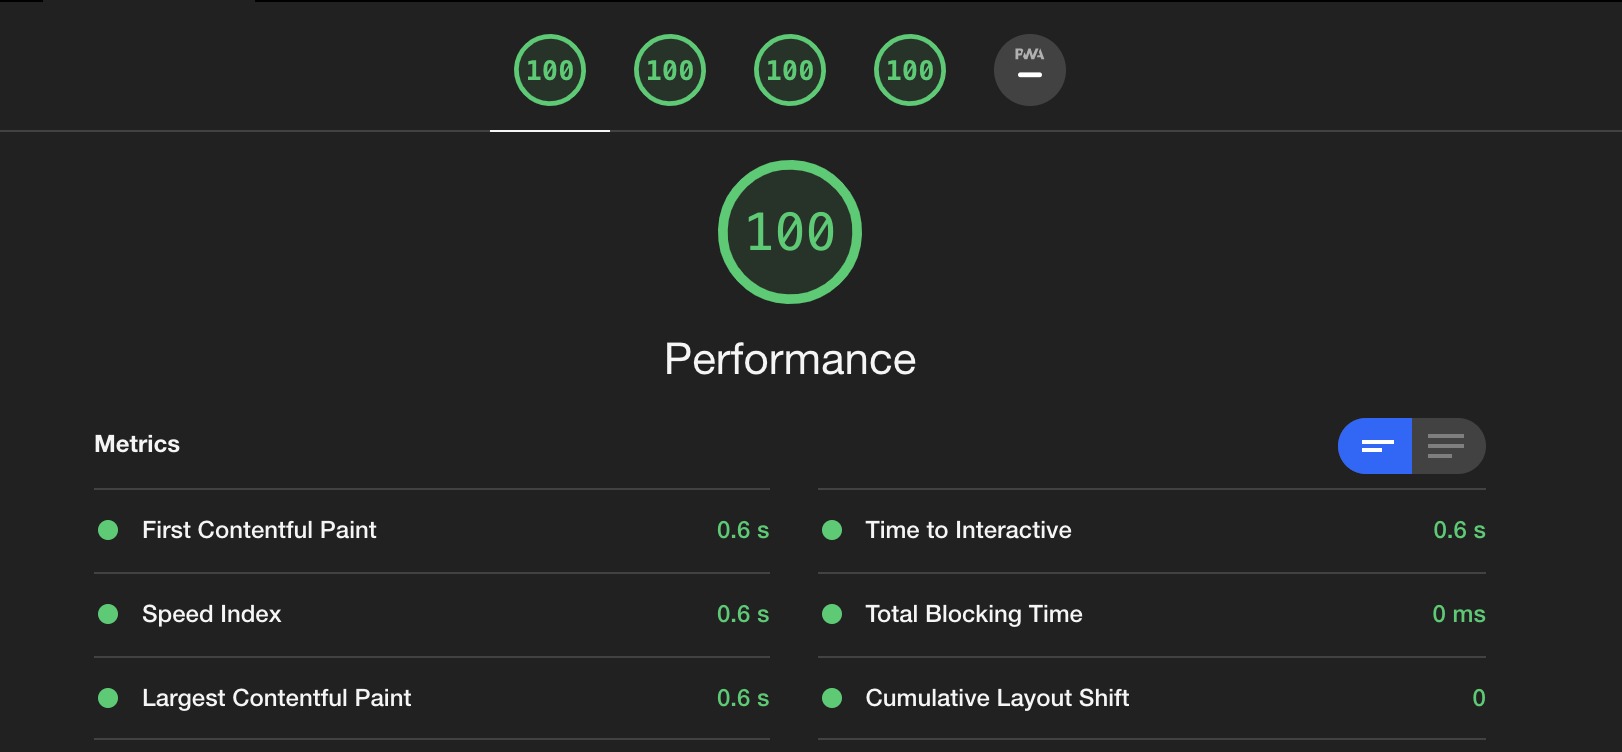 100 100 100 100 PWA
100
Performance
Metrics
First Contentful Paint 0.6 s
Time to Interactive 0.6 s
Speed Index 0.6 s
Total Blocking Time 0 ms
Largest Contentful Paint 0.6 s
Cumulative Layout Shift 0